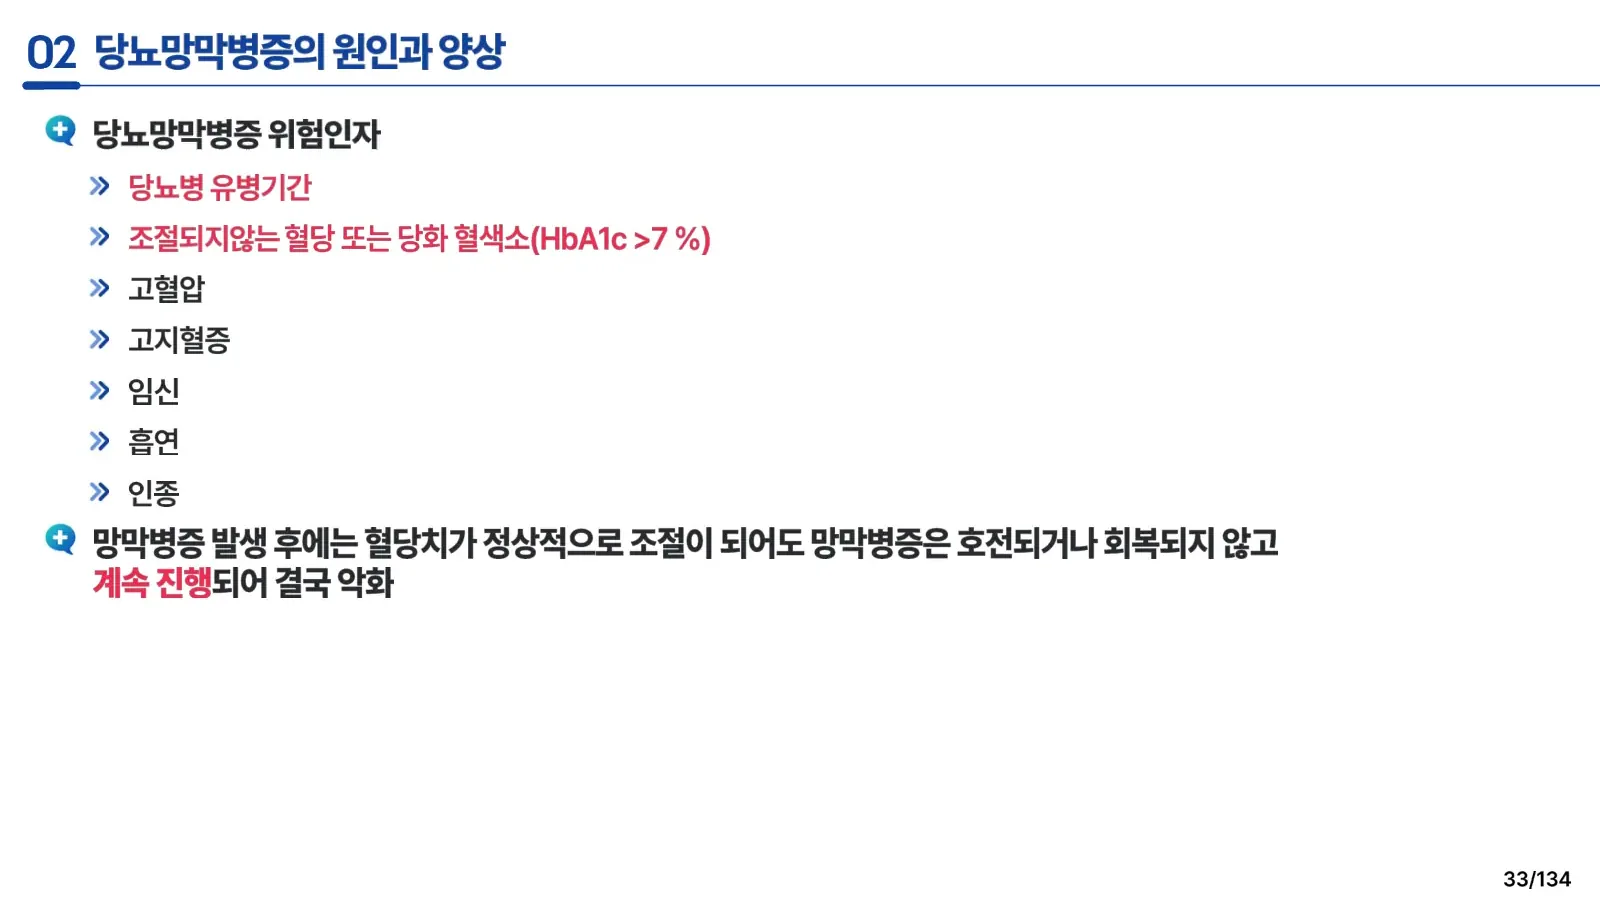 02 당뇨망막병증의 원인과 양상
당뇨망막병증 위험인자
당뇨병 유병기간
조절되지않는 혈당 또는 당화 혈색소(HbA1c >7 %)
고혈압
고지혈증
임신
흡연
인종
망막병증 발생 후에는 혈당치가 정상적으로 조절이 되어도 망막병증은 호전되거나 회복되지 않고
계속 진행되어 결국 악화
33/134